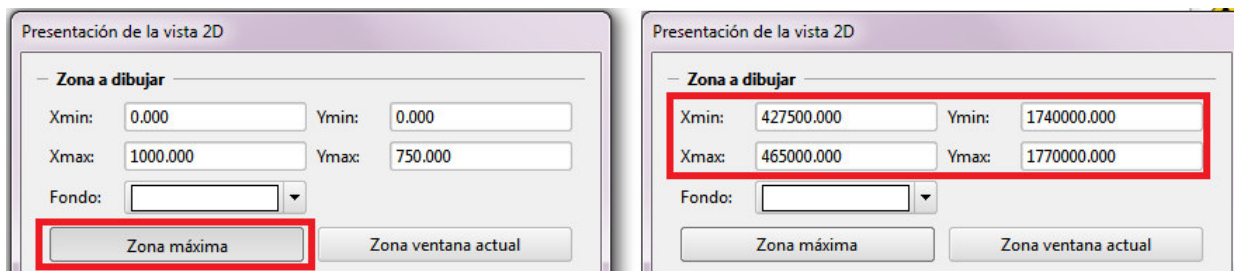 Presentación de la vista 2D
Zona a dibujar
Xmin: 0.000 Ymin: 0.000
Xmax: 1000.000 Ymax: 750.000
Fondo:
Zona máxima Zona ventana actual
Presentación de la vista 2D
Zona a dibujar
Xmin: 427500.000 Ymin: 1740000.000
Xmax: 465000.000 Ymax: 1770000.000
Fondo:
Zona máxima Zona ventana actual